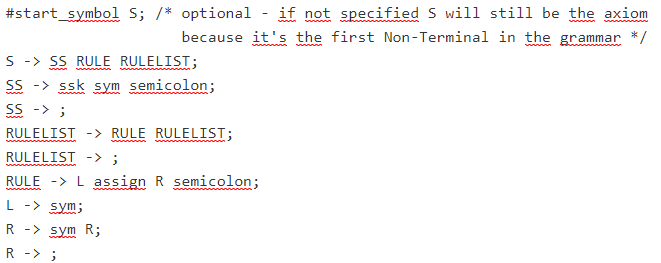 #start_symbol S; /* optional - if not specified S will still be the axiom
because it's the first Non-Terminal in the grammar */
S -> SS RULE RULELIST;
SS -> ssk sym semicolon;
SS -> ;
RULELIST -> RULE RULELIST;
RULELIST -> ;
RULE -> L assign R semicolon;
L -> sym;
R -> sym R;
R -> ;